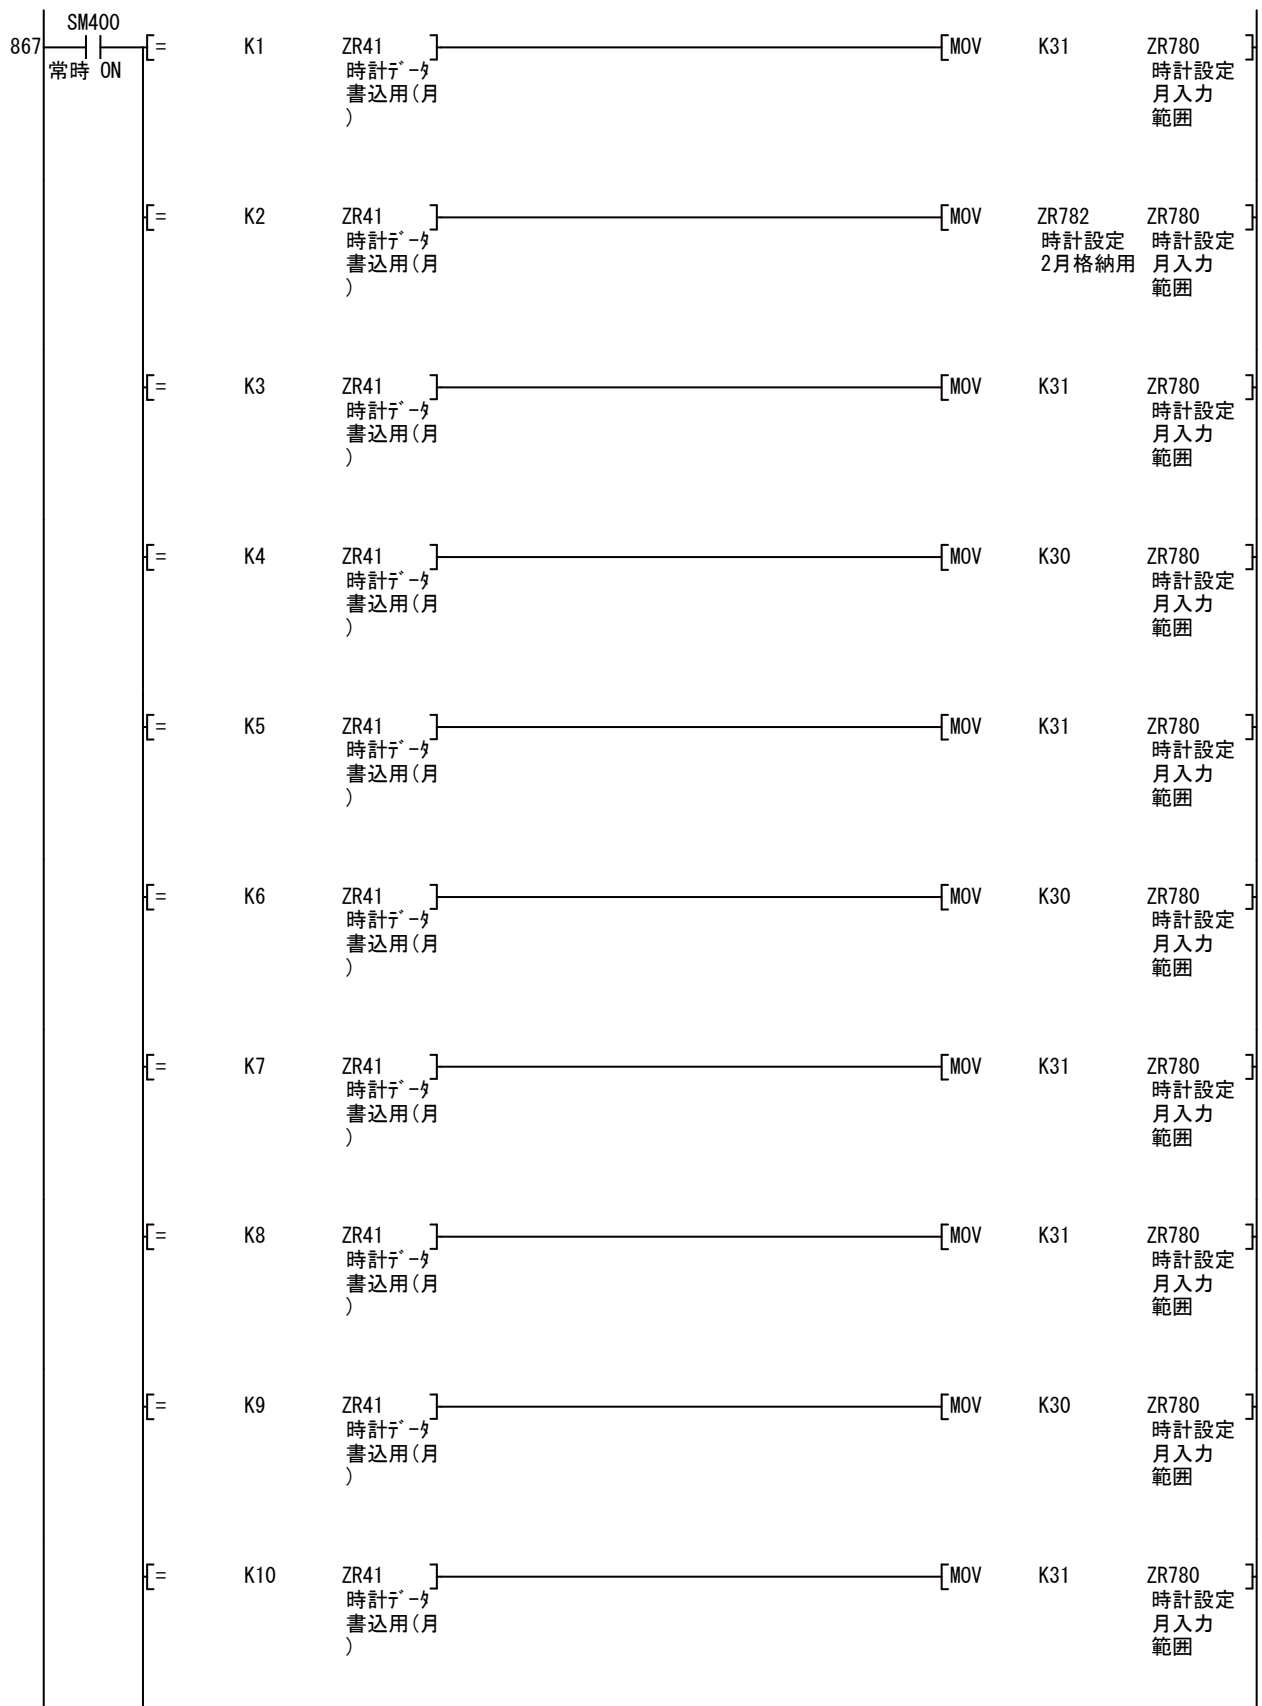 SM400
867 = K1 ZR41 MOV K31 ZR780
常時 ON 時計ﾃﾞｰﾀ 時計設定
書込用(月 月入力
) 範囲
= K2 ZR41 MOV ZR782 ZR780
時計ﾃﾞｰﾀ 時計設定 時計設定
書込用(月 2月格納用 月入力
) 範囲
= K3 ZR41 MOV K31 ZR780
時計ﾃﾞｰﾀ 時計設定
書込用(月 月入力
) 範囲
= K4 ZR41 MOV K30 ZR780
時計ﾃﾞｰﾀ 時計設定
書込用(月 月入力
) 範囲
= K5 ZR41 MOV K31 ZR780
時計ﾃﾞｰﾀ 時計設定
書込用(月 月入力
) 範囲
= K6 ZR41 MOV K30 ZR780
時計ﾃﾞｰﾀ 時計設定
書込用(月 月入力
) 範囲
= K7 ZR41 MOV K31 ZR780
時計ﾃﾞｰﾀ 時計設定
書込用(月 月入力
) 範囲
= K8 ZR41 MOV K31 ZR780
時計ﾃﾞｰﾀ 時計設定
書込用(月 月入力
) 範囲
= K9 ZR41 MOV K30 ZR780
時計ﾃﾞｰﾀ 時計設定
書込用(月 月入力
) 範囲
= K10 ZR41 MOV K31 ZR780
時計ﾃﾞｰﾀ 時計設定
書込用(月 月入力
) 範囲